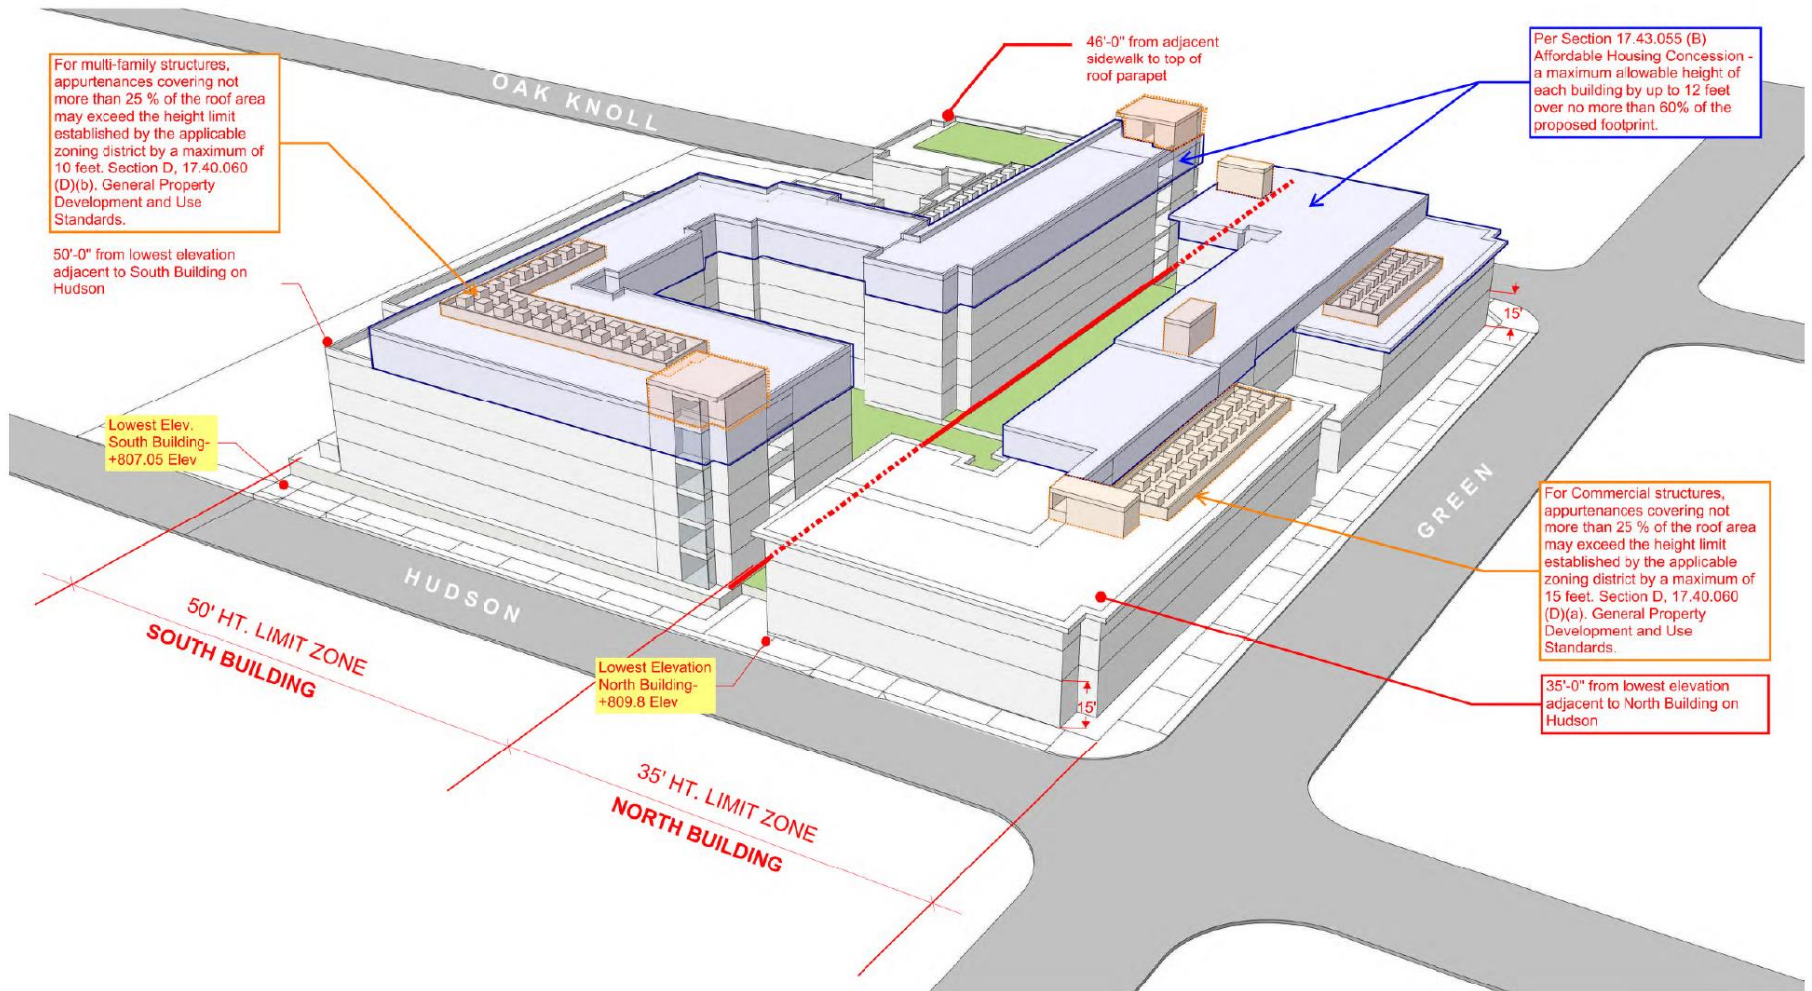 For multi-family structures,
appurtenances covering not
more than 25 % of the roof area
may exceed the height limit
established by the applicable
zoning district by a maximum of
10 feet. Section D, 17.40.060
(D)(b). General Property
Development and Use
Standards.
50'-0" from lowest elevation
adjacent to South Building on
Hudson
46'-0" from adjacent
sidewalk to top of
roof parapet
Per Section 17.43.055 (B)
Affordable Housing Concession -
a maximum allowable height of
each building by up to 12 feet
over no more than 60% of the
proposed footprint.
OAK KNOLL
15'
Lowest Elev.
South Building-
+807.05 Elev
HUDSON
GREEN
For Commercial structures,
appurtenances covering not
more than 25 % of the roof area
may exceed the height limit
established by the applicable
zoning district by a maximum of
15 feet. Section D, 17.40.060
(D)(a). General Property
Development and Use
Standards.
50' HT. LIMIT ZONE
SOUTH BUILDING
Lowest Elevation
North Building-
+809.8 Elev
15'
35'-0" from lowest elevation
adjacent to North Building on
Hudson
35' HT. LIMIT ZONE
NORTH BUILDING